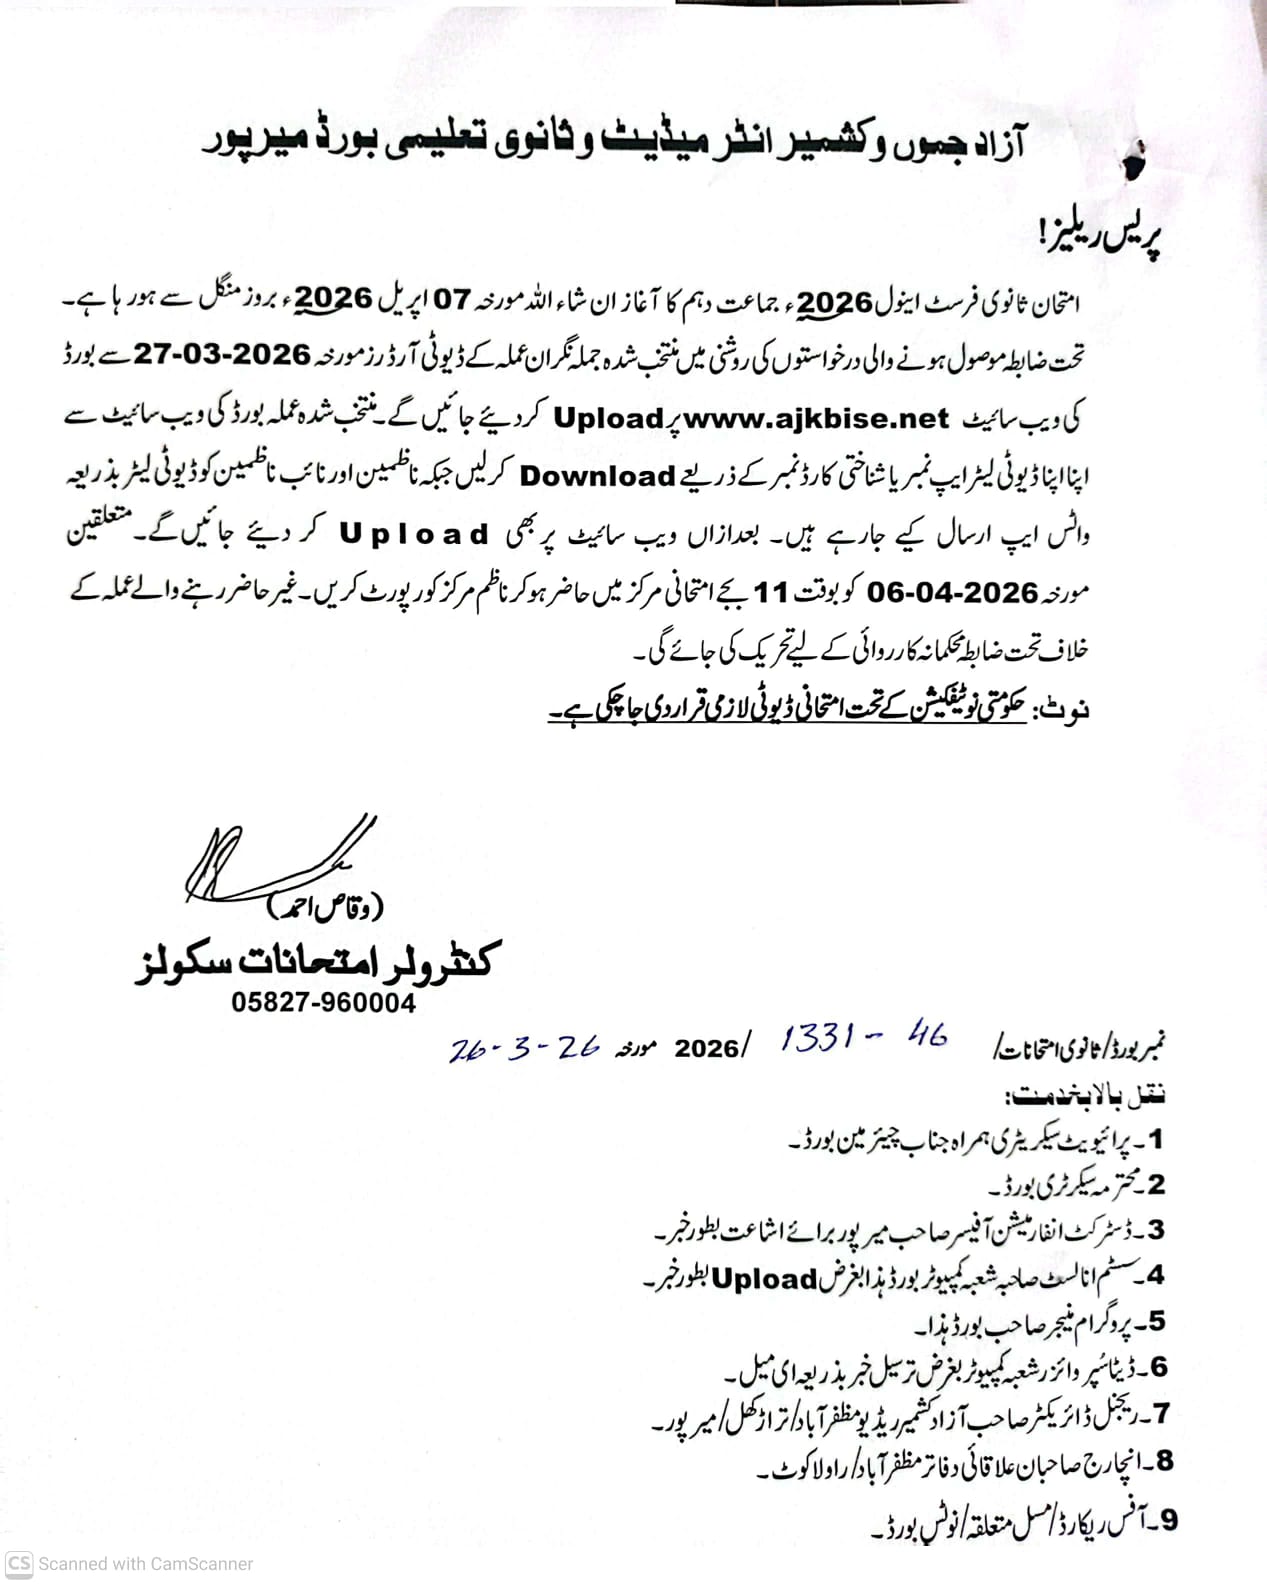 آزاد جموں و کشمیر انٹر میڈیٹ و ثانوی تعلیمی بورڈ میرپور
پریس ریلیز!
امتحان ثانوی فرسٹ اینول 2026ء جماعت دہم کا آغاز ان شاء اللہ مورخہ 07 اپریل 2026ء بروز منگل سے ہو رہا ہے۔
تحت ضابطہ موصول ہونے والی درخواستوں کی روشنی میں منتخب شدہ جملہ نگران عملہ کے ڈیوٹی آرڈرز مورخہ 27-03-2026 سے بورڈ
کی ویب سائیٹ www.ajkbise.net پر Upload کر دیئے جائیں گے۔ منتخب شدہ عملہ بورڈ کی ویب سائیٹ سے
اپنا اپنا ڈیوٹی لیٹر ایپ نمبر یا شناختی کارڈ نمبر کے ذریعے Download کر لیں جبکہ ناظمین اور نائب ناظمین کو ڈیوٹی لیٹر بذریعہ
واٹس ایپ ارسال کیے جا رہے ہیں۔ بعد ازاں ویب سائیٹ پر بھی Upload کر دیئے جائیں گے۔ متعلقین
مورخہ 06-04-2026 کو بوقت 11 بجے امتحانی مرکز میں حاضر ہو کر ناظم مرکز کو رپورٹ کریں۔ غیر حاضر رہنے والے عملہ کے
خلاف تحت ضابطہ محکمانہ کارروائی کے لیے تحریک کی جائے گی۔
نوٹ: حکومتی نوٹیفکیشن کے تحت امتحانی ڈیوٹی لازمی قرار دی جا چکی ہے۔
(وقاص احمد)
کنٹرولر امتحانات سکولز
05827-960004
نمبر بورڈ/ثانوی امتحانات/ 1331-46 /2026 مورخہ 26-3-26
نقل بالا بخدمت:
1۔ پرائیویٹ سیکریٹری ہمراہ جناب چیئرمین بورڈ۔
2۔ محترمہ سیکرٹری بورڈ۔
3۔ ڈسٹرکٹ انفارمیشن آفیسر صاحب میرپور برائے اشاعت بطور خبر۔
4۔ سسٹم انالسٹ صاحبہ شعبہ کمپیوٹر بورڈ ہذا بغرض Upload بطور خبر۔
5۔ پروگرام منیجر صاحب بورڈ ہذا۔
6۔ ڈیٹا سُپر وائزر شعبہ کمپیوٹر بغرض ترسیل خبر بذریعہ ای میل۔
7۔ ریجنل ڈائریکٹر صاحب آزاد کشمیر ریڈیو مظفرآباد/تراڑکھل/میرپور۔
8۔ انچارج صاحبان علاقائی دفاتر مظفرآباد/راولاکوٹ۔
9۔ آفس ریکارڈ/مسل متعلقہ/نوٹس بورڈ۔
CS Scanned with CamScanner